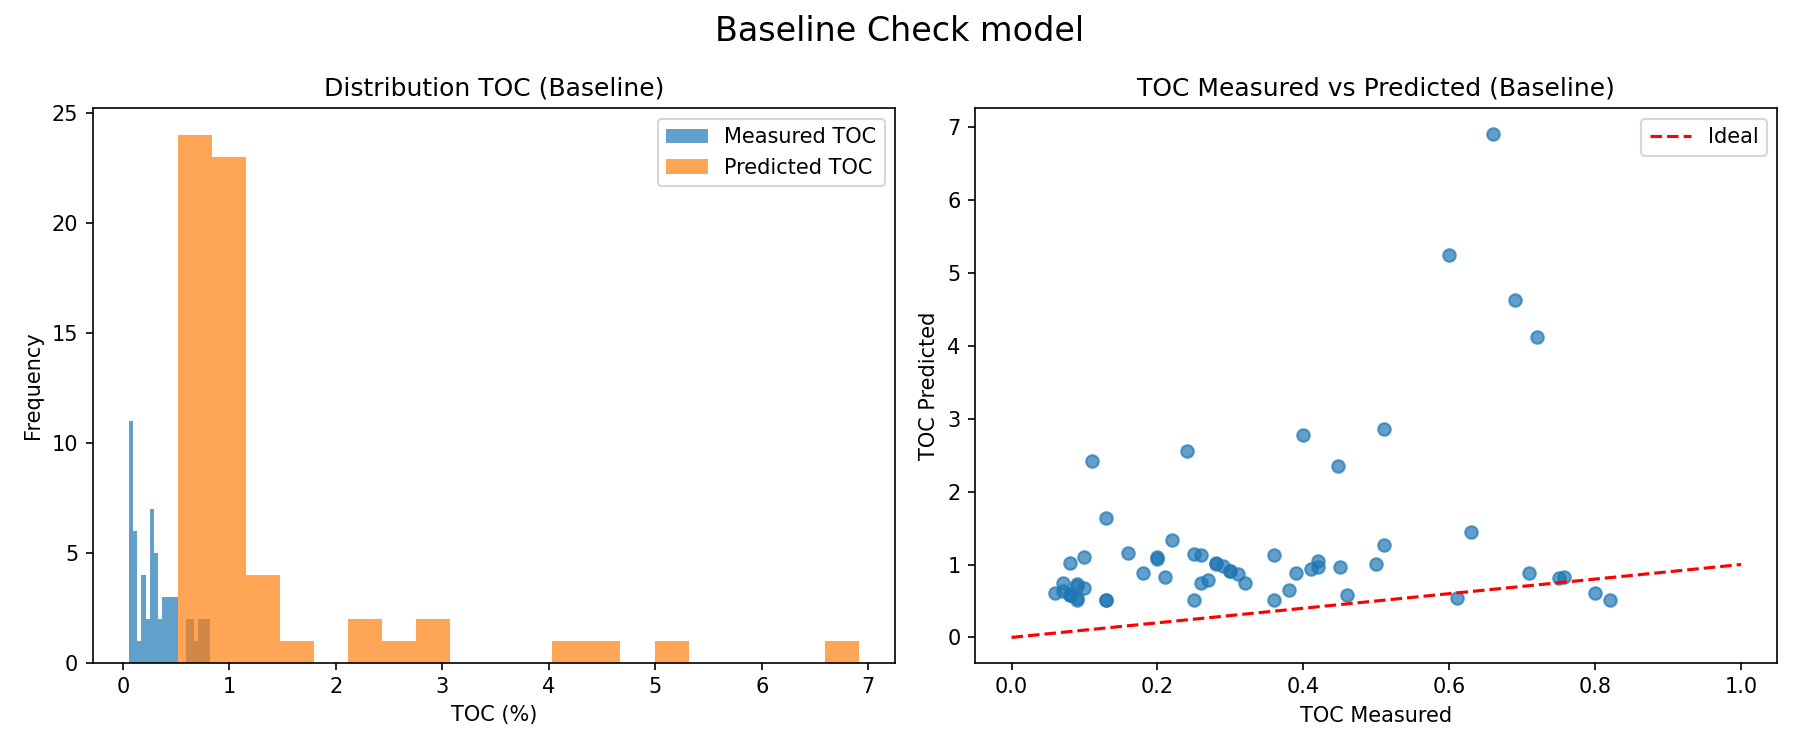 Baseline Check model
Distribution TOC (Baseline)
25
20
15
10
5
0
Frequency
Measured TOC
Predicted TOC
0 1 2 3 4 5 6 7
TOC (%)
TOC Measured vs Predicted (Baseline)
7
6
5
4
3
2
1
0
TOC Predicted
Ideal
0.0 0.2 0.4 0.6 0.8 1.0
TOC Measured